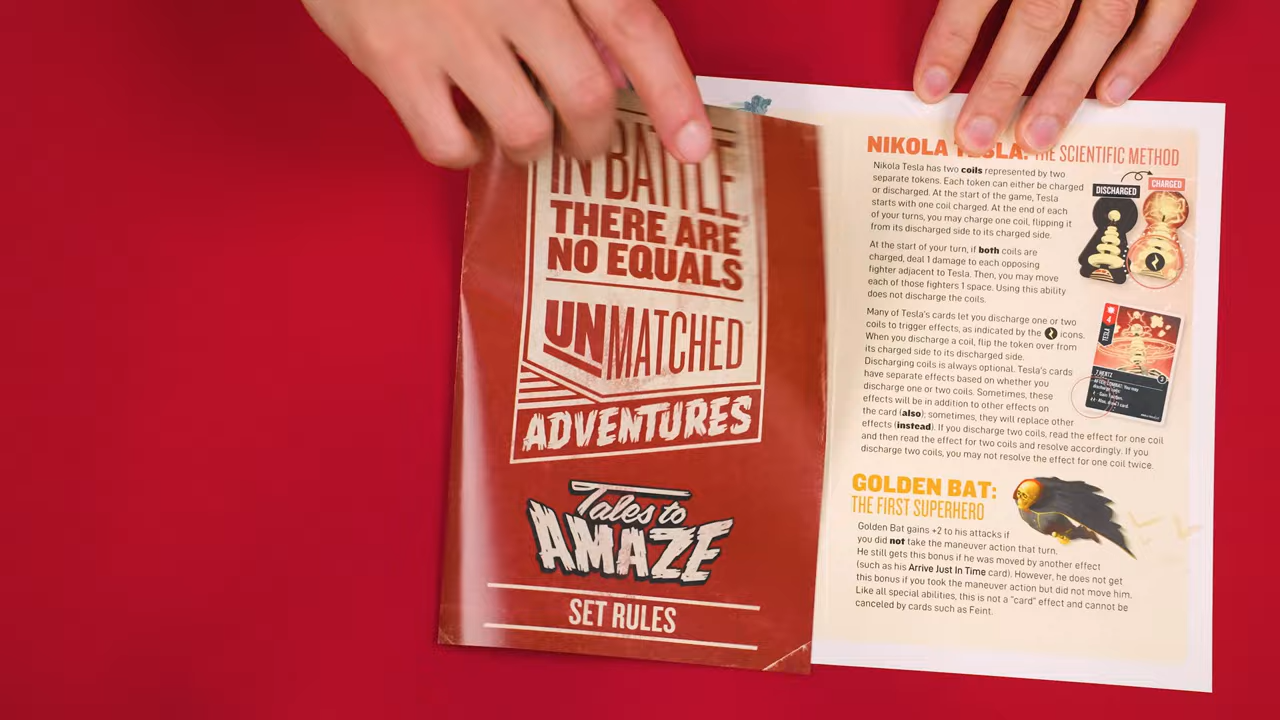 IN BATTLE
THERE ARE
NO EQUALS
UNMATCHED
ADVENTURES
Tales to
AMAZE
SET RULES
NIKOLA TESLA: THE SCIENTIFIC METHOD
Nikola Tesla has two coils represented by two
separate tokens. Each token can either be charged
or discharged. At the start of the game, Tesla
starts with one coil charged. At the end of each
of your turns, you may charge one coil, flipping it
from its discharged side to its charged side.
DISCHARGED
CHARGED
At the start of your turn, if both coils are
charged, deal 1 damage to each opposing
fighter adjacent to Tesla. Then, you may move
each of those fighters 1 space. Using this ability
does not discharge the coils.
Many of Tesla's cards let you discharge one or two
coils to trigger effects, as indicated by the icons.
When you discharge a coil, flip the token over from
its charged side to its discharged side.
Discharging coils is always optional. Tesla's cards
have separate effects based on whether you
discharge one or two coils. Sometimes, these
effects will be in addition to other effects on
the card (also); sometimes, they will replace other
effects (instead). If you discharge two coils, read the effect for one coil
and then read the effect for two coils and resolve accordingly. If you
discharge two coils, you may not resolve the effect for one coil twice.
4
TESLA
GOLDEN BAT:
THE FIRST SUPERHERO
Golden Bat gains +2 to his attacks if
you did not take the maneuver action that turn.
He still gets this bonus if he was moved by another effect
(such as his Arrive Just In Time card). However, he does not get
this bonus if you took the maneuver action but did not move him.
Like all special abilities, this is not a "card" effect and cannot be
canceled by cards such as Feint.